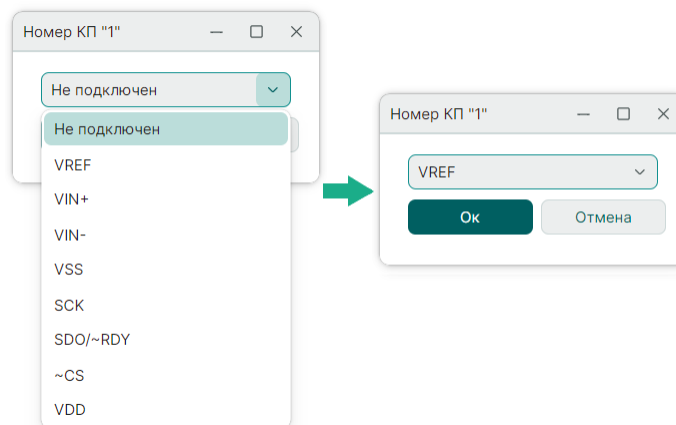 Номер КП "1"
Не подключен
Не подключен
VREF
VIN+
VIN-
VSS
SCK
SDO/~RDY
~CS
VDD
Номер КП "1"
VREF
Ок
Отмена